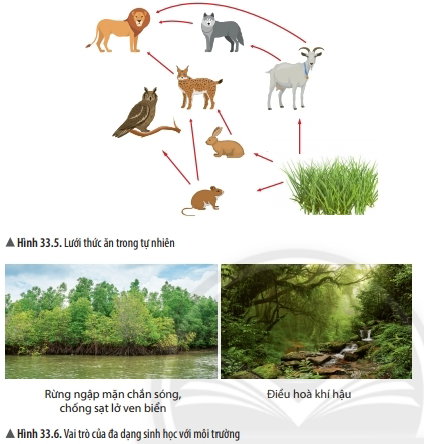 ▲ Hình 33.5. Lưới thức ăn trong tự nhiên
Rừng ngập mặn chắn sóng,
chống sạt lở ven biển
Điều hoà khí hậu
▲ Hình 33.6. Vai trò của đa dạng sinh học với môi trường